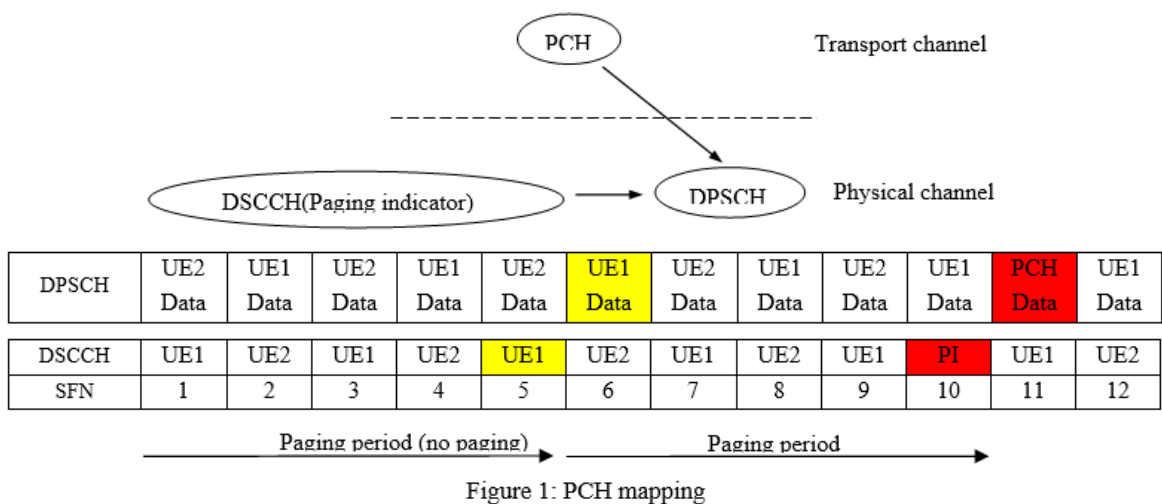 PCH
Transport channel
DSCCH(Paging indicator)
DPSCH
Physical channel
DPSCH UE2 Data UE1 Data UE2 Data UE1 Data UE2 Data UE1 Data UE2 Data UE1 Data UE2 Data UE1 Data PCH Data UE1 Data
DSCCH UE1 UE2 UE1 UE2 UE1 UE2 UE1 UE2 UE1 PI UE1 UE2
SFN 1 2 3 4 5 6 7 8 9 10 11 12
Paging period (no paging) Paging period
Figure 1: PCH mapping